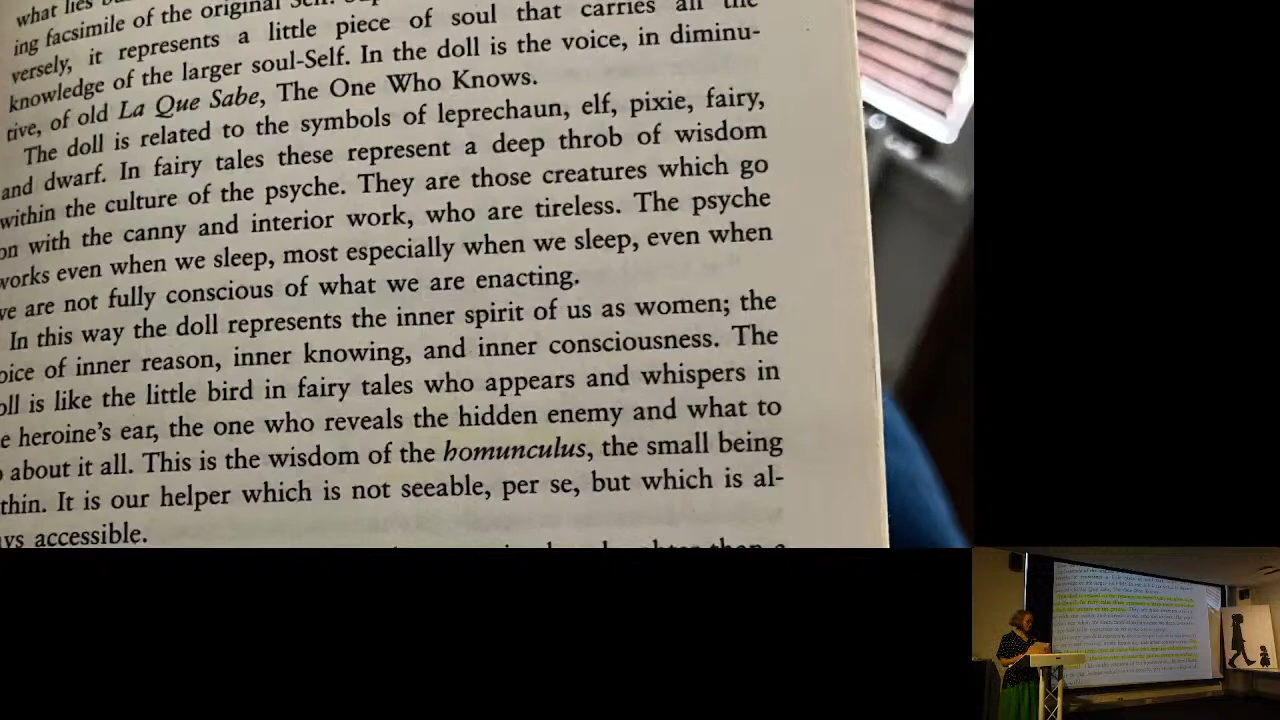 what lies
ing facsimile of the original Self.
versely, it represents a little piece of soul that carries all the
knowledge of the larger soul-Self. In the doll is the voice, in diminu-
tive, of old La Que Sabe, The One Who Knows.
The doll is related to the symbols of leprechaun, elf, pixie, fairy,
and dwarf. In fairy tales these represent a deep throb of wisdom
within the culture of the psyche. They are those creatures which go
on with the canny and interior work, who are tireless. The psyche
works even when we sleep, most especially when we sleep, even when
we are not fully conscious of what we are enacting.
In this way the doll represents the inner spirit of us as women; the
oice of inner reason, inner knowing, and inner consciousness. The
oll is like the little bird in fairy tales who appears and whispers in
e heroine's ear, the one who reveals the hidden enemy and what to
o about it all. This is the wisdom of the homunculus, the small being
thin. It is our helper which is not seeable, per se, but which is al-
ys accessible.